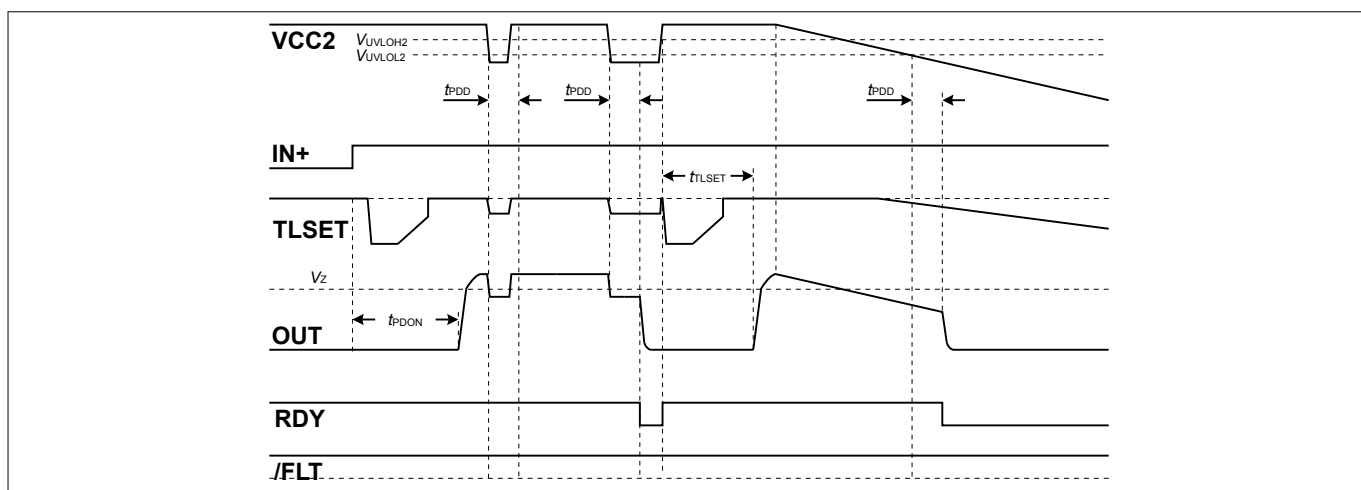 VCC2
VUVLOH2
VUVLOL2
tPDD
tPDD
tPDD
IN+
tTLSET
TLSET
VZ
tPDON
OUT
RDY
/FLT